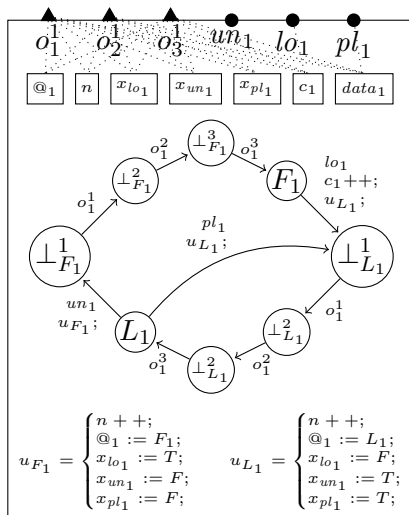 o_1^1 o_2^1 o_3^1 un_1 lo_1 pl_1
@_1 n x_{lo_1} x_{un_1} x_{pl_1} c_1 data_1
⊥_{F_1}^3
o_1^2 o_1^3
⊥_{F_1}^2 F_1
lo_1
c_1++;
u_{L_1};
o_1^1
pl_1
u_{L_1};
⊥_{F_1}^1 ⊥_{L_1}^1
un_1
u_{F_1};
o_1^1
L_1 ⊥_{L_1}^2
o_1^3 o_1^2
⊥_{L_1}^2
u_{F_1} = { n ++;
@_1 := F_1;
x_{lo_1} := T;
x_{un_1} := F;
x_{pl_1} := F;
u_{L_1} = { n ++;
@_1 := L_1;
x_{lo_1} := F;
x_{un_1} := T;
x_{pl_1} := T;